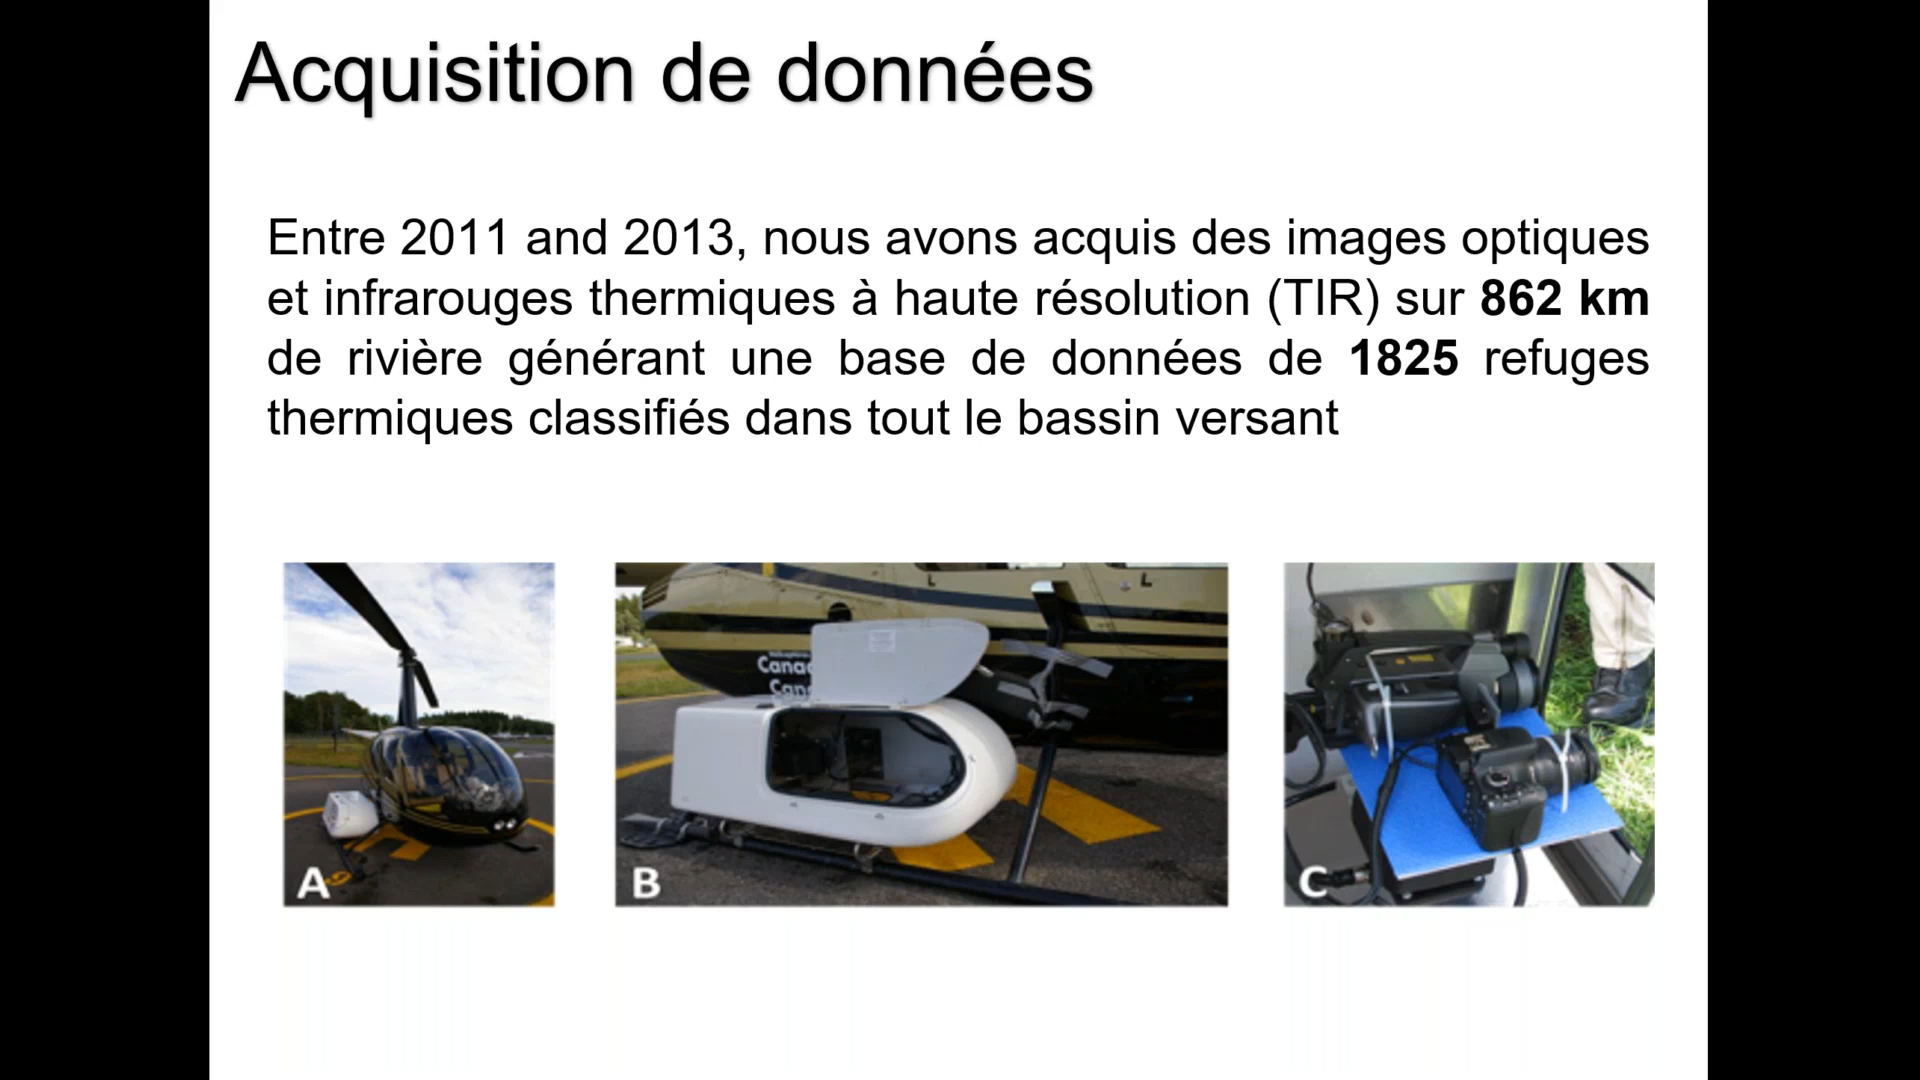 Acquisition de données
Entre 2011 and 2013, nous avons acquis des images optiques
et infrarouges thermiques à haute résolution (TIR) sur 862 km
de rivière générant une base de données de 1825 refuges
thermiques classifiés dans tout le bassin versant
A
B
C